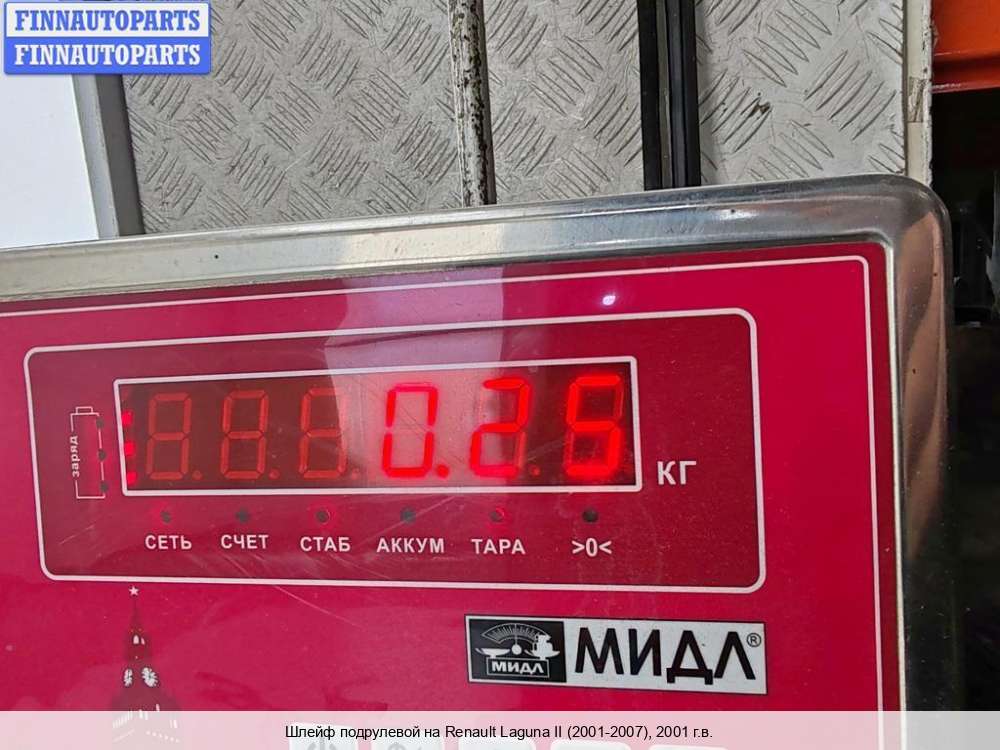 FINNAUTOPARTS
FINNAUTOPARTS
заряд
0.25
КГ
СЕТЬ СЧЕТ СТАБ АККУМ ТАРА >0<
МИДЛ МИДЛ®
Шлейф подрулевой на Renault Laguna II (2001-2007), 2001 г.в.